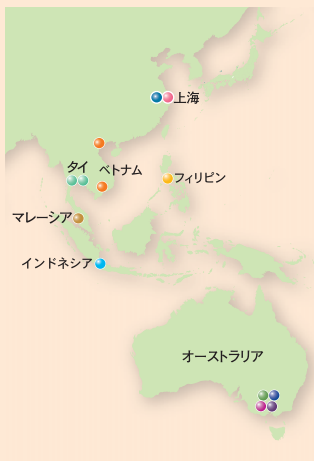 上海
タイ
ベトナム
フィリピン
マレーシア
インドネシア
オーストラリア